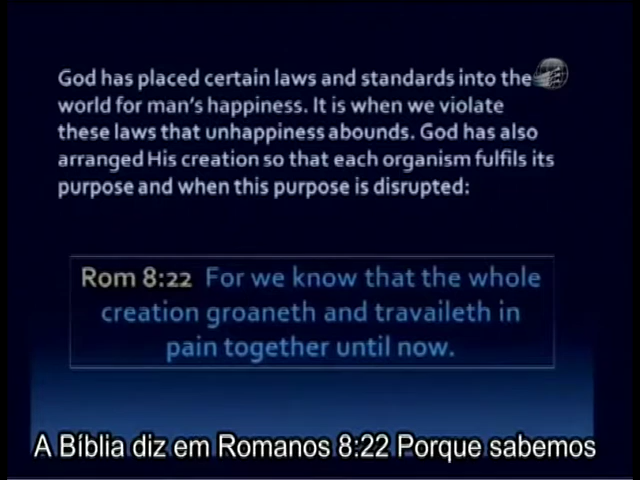 God has placed certain laws and standards into the
world for man's happiness. It is when we violate
these laws that unhappiness abounds. God has also
arranged His creation so that each organism fulfils its
purpose and when this purpose is disrupted:
Rom 8:22 For we know that the whole
creation groaneth and travaileth in
pain together until now.
A Bíblia diz em Romanos 8:22 Porque sabemos